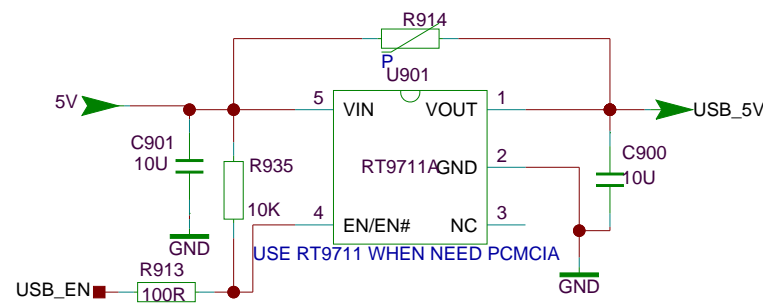 R914
P
U901
5V
5
VIN
VOUT
1
USB_5V
C901
10U
R935
RT9711A
GND
2
C900
10U
10K
4
EN/EN#
NC
3
GND
USE RT9711 WHEN NEED PCMCIA
R913
GND
USB_EN
100R